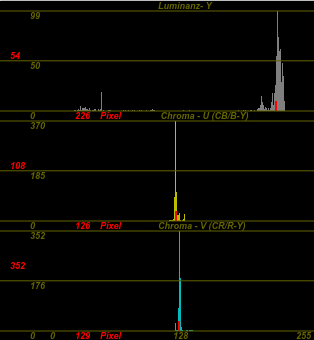 Luminanz- Y
99
54
50
0 226 Pixel
Chroma - U (CB/B-Y)
370
108
185
0 126 Pixel
Chroma - V (CR/R-Y)
352
352
176
0 0 129 Pixel 128 255